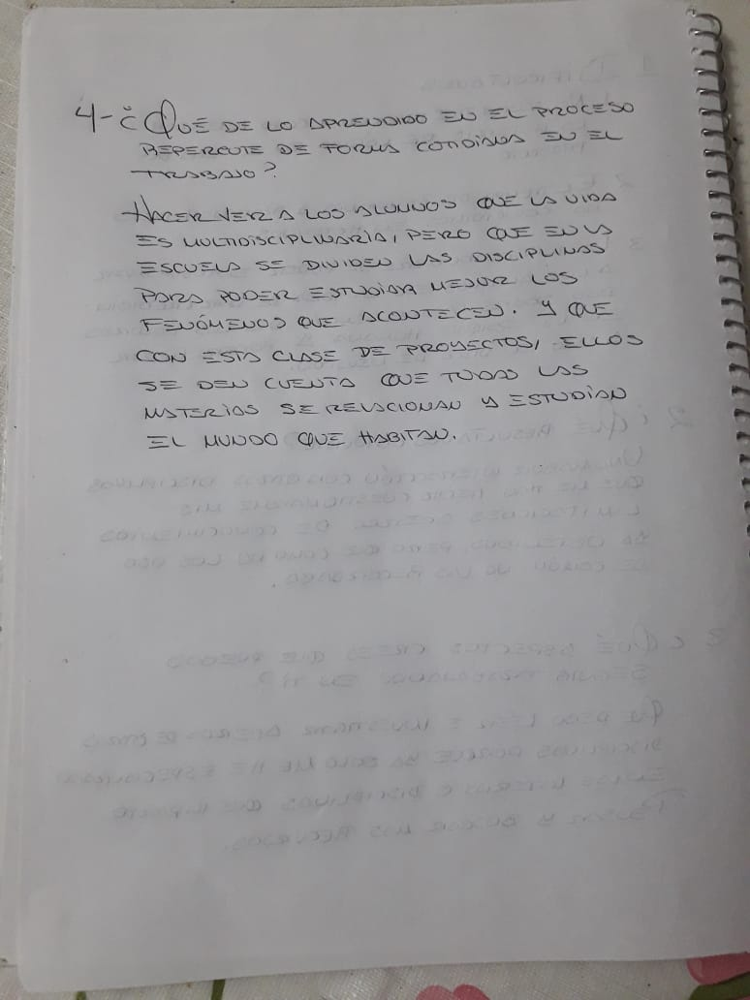 4-¿Qué DE LO APRENDIDO EN EL PROCESO
REPERCUTE DE FORMA COTIDIANA EN EL
TRABAJO?
HACER VER A LOS ALUMNOS QUE LA VIDA
ES MULTIDISCIPLINARIA, PERO QUE EN LA
ESCUELA SE DIVIDEN LAS DISCIPLINAS
PARA PODER ESTUDIAR MEJOR LOS
FENÓMENOS QUE ACONTECEN. Y QUE
CON ESTA CLASE DE PROYECTOS, ELLOS
SE DEN CUENTA QUE TODAS LAS
MATERIAS SE RELACIONAN Y ESTUDIAN
EL MUNDO QUE HABITAN.